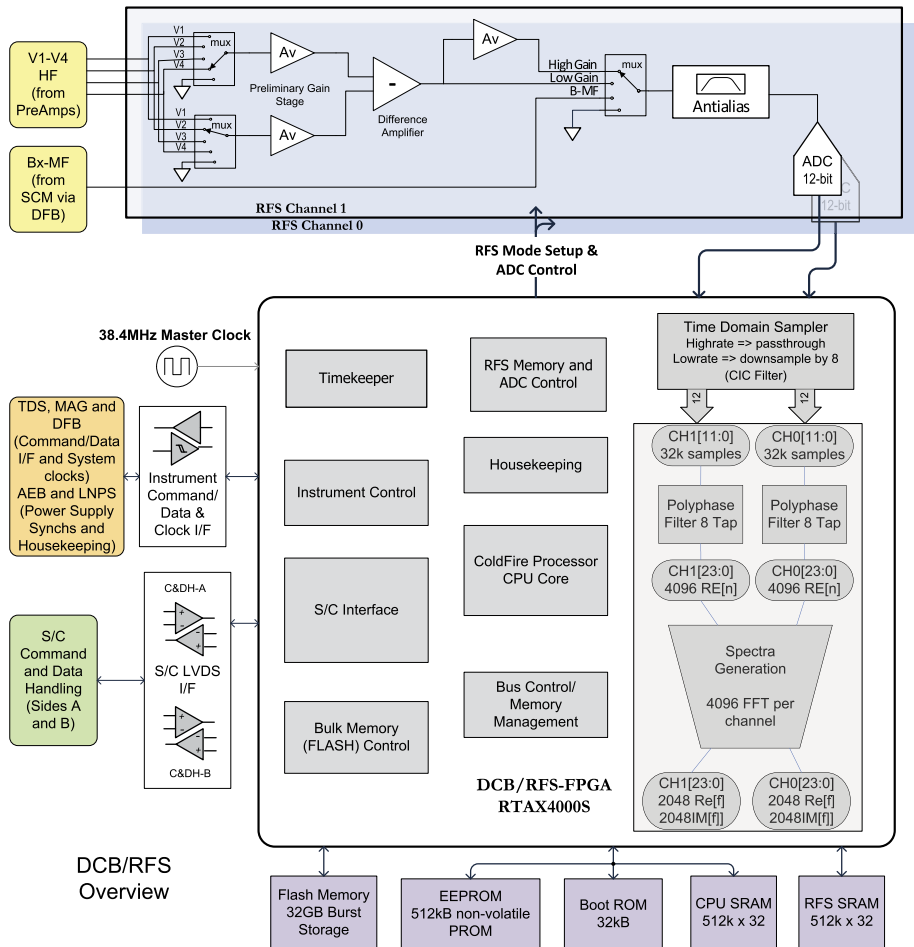 V1-V4
HF
(from
PreAmps)
Bx-MF
(from
SCM via
DFB)
V1
V2
V3
V4
mux
Av
Preliminary Gain
Stage
V1
V2
V3
V4
mux
Av
-
Difference
Amplifier
Av
High Gain
Low Gain
B-MF
mux
Antialias
ADC
12-bit
C
12-bit
RFS Channel 1
RFS Channel 0
RFS Mode Setup &
ADC Control
38.4MHz Master Clock
TDS, MAG and
DFB
(Command/Data
I/F and System
clocks)
AEB and LNPS
(Power Supply
Synchs and
Housekeeping)
Instrument
Command/
Data &
Clock I/F
S/C
Command
and Data
Handling
(Sides A
and B)
C&DH-A
+
-
-
+
S/C LVDS
I/F
+
-
-
+
C&DH-B
Timekeeper
Instrument Control
S/C Interface
Bulk Memory
(FLASH) Control
RFS Memory and
ADC Control
Housekeeping
ColdFire Processor
CPU Core
Bus Control/
Memory
Management
DCB/RFS-FPGA
RTAX4000S
Time Domain Sampler
Highrate => passthrough
Lowrate => downsample by 8
(CIC Filter)
12
12
CH1[11:0]
32k samples
CH0[11:0]
32k samples
Polyphase
Filter 8 Tap
Polyphase
Filter 8 Tap
CH1[23:0]
4096 RE[n]
CH0[23:0]
4096 RE[n]
Spectra
Generation
4096 FFT per
channel
CH1[23:0]
2048 Re[f]
2048IM[f]]
CH0[23:0]
2048 Re[f]
2048IM[f]]
DCB/RFS
Overview
Flash Memory
32GB Burst
Storage
EEPROM
512kB non-volatile
PROM
Boot ROM
32kB
CPU SRAM
512k x 32
RFS SRAM
512k x 32